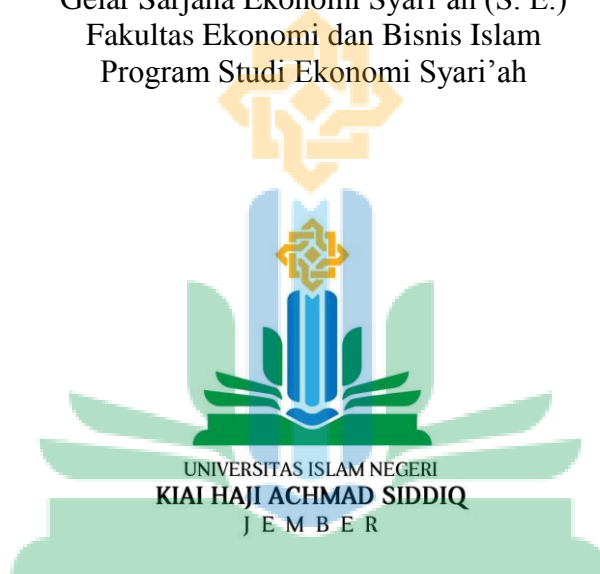 Gelar Sarjana Ekonomi Syari’ah (S. E.)
Fakultas Ekonomi dan Bisnis Islam
Program Studi Ekonomi Syari’ah
UNIVERSITAS ISLAM NEGERI
KIAI HAJI ACHMAD SIDDIQ
JEMBER